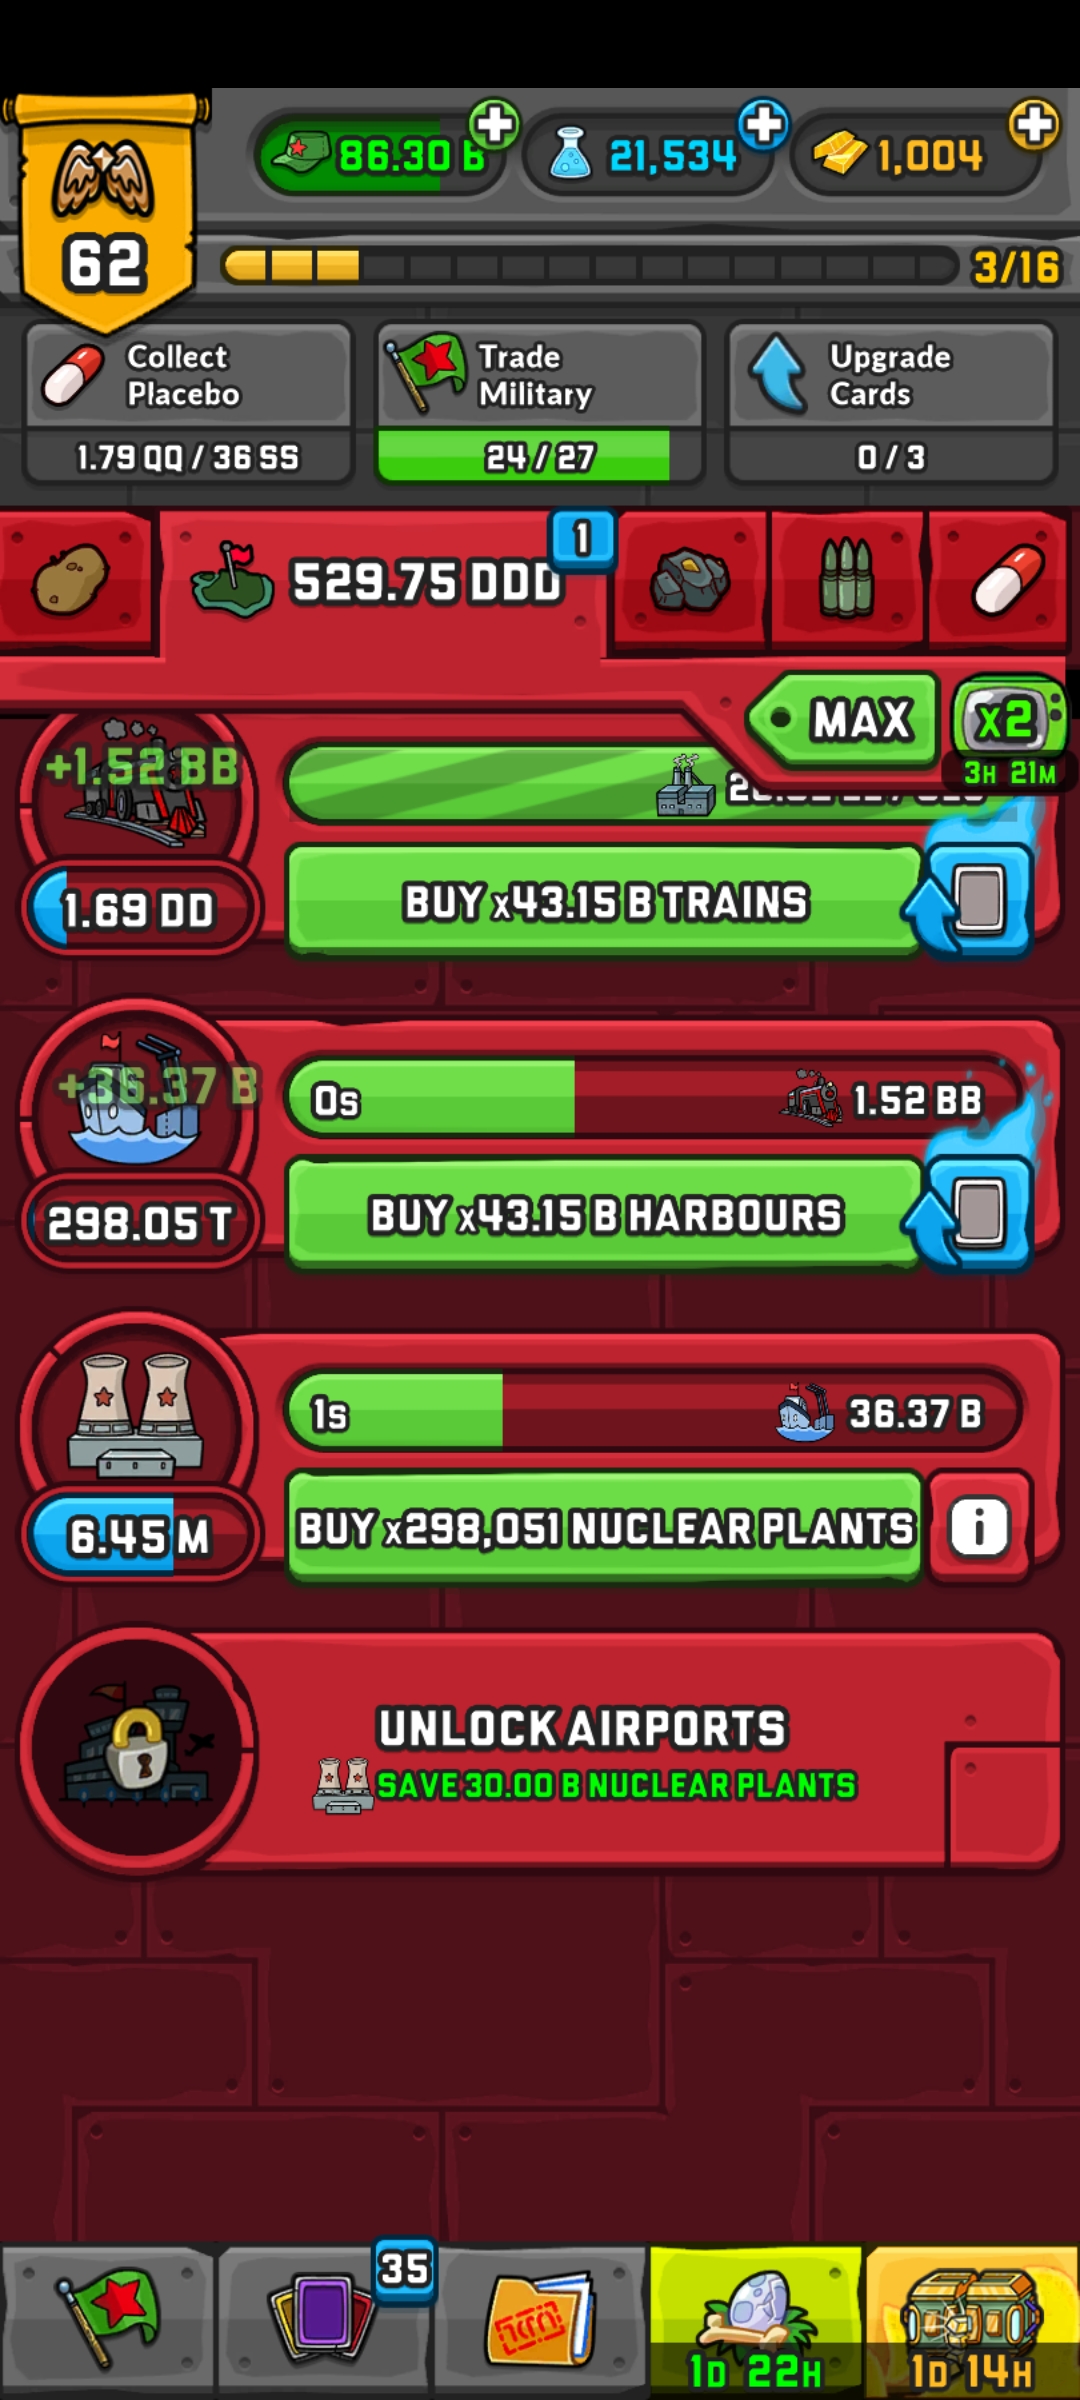 62
86.30 B
21,534
1,004
3/16
Collect Placebo
1.79 QQ / 36 SS
Trade Military
24 / 27
Upgrade Cards
0 / 3
529.75 DDD
1
MAX
x2
3H 21M
+1.52 BB
1.69 DD
BUY x43.15 B TRAINS
+36.37 B
0s
1.52 BB
298.05 T
BUY x43.15 B HARBOURS
1s
36.37 B
6.45 M
BUY x298,051 NUCLEAR PLANTS
i
UNLOCK AIRPORTS
SAVE 30.00 B NUCLEAR PLANTS
35
1D 22H
1D 14H